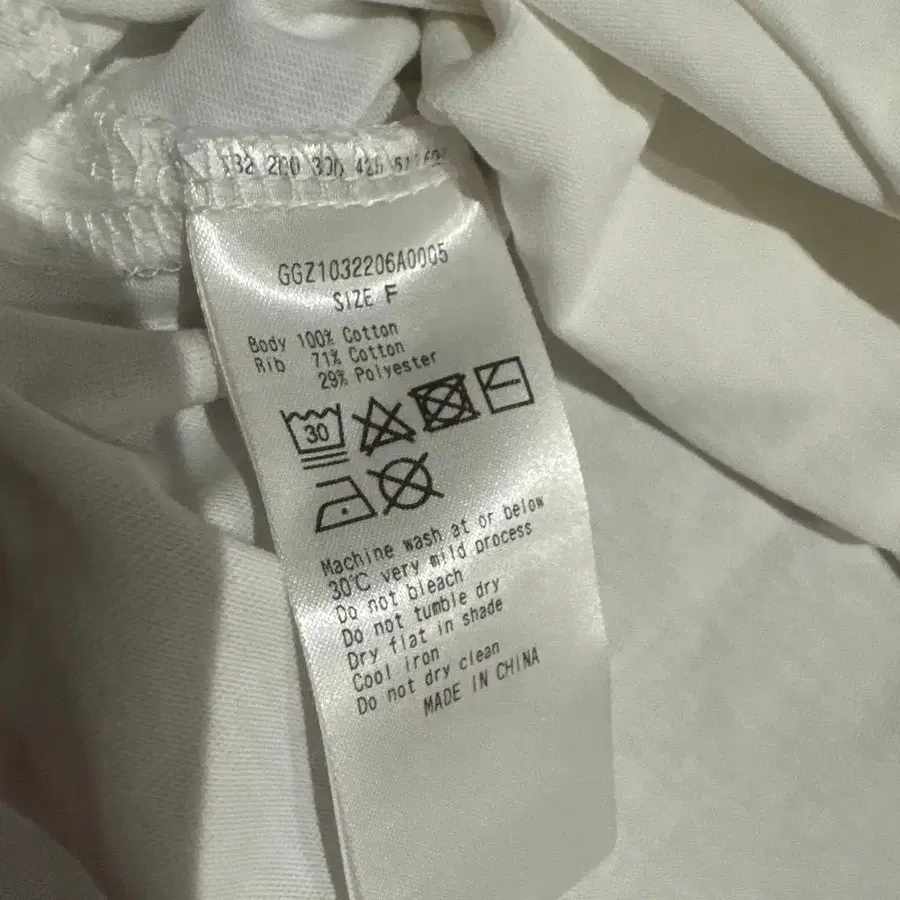 GGZ1032206A0005
SIZE F
Body 100% Cotton
Rib 71% Cotton
29% Polyester
30
Machine wash at or below
30℃ very mild process
Do not bleach
Do not tumble dry
Dry flat in shade
Cool iron
Do not dry clean
MADE IN CHINA